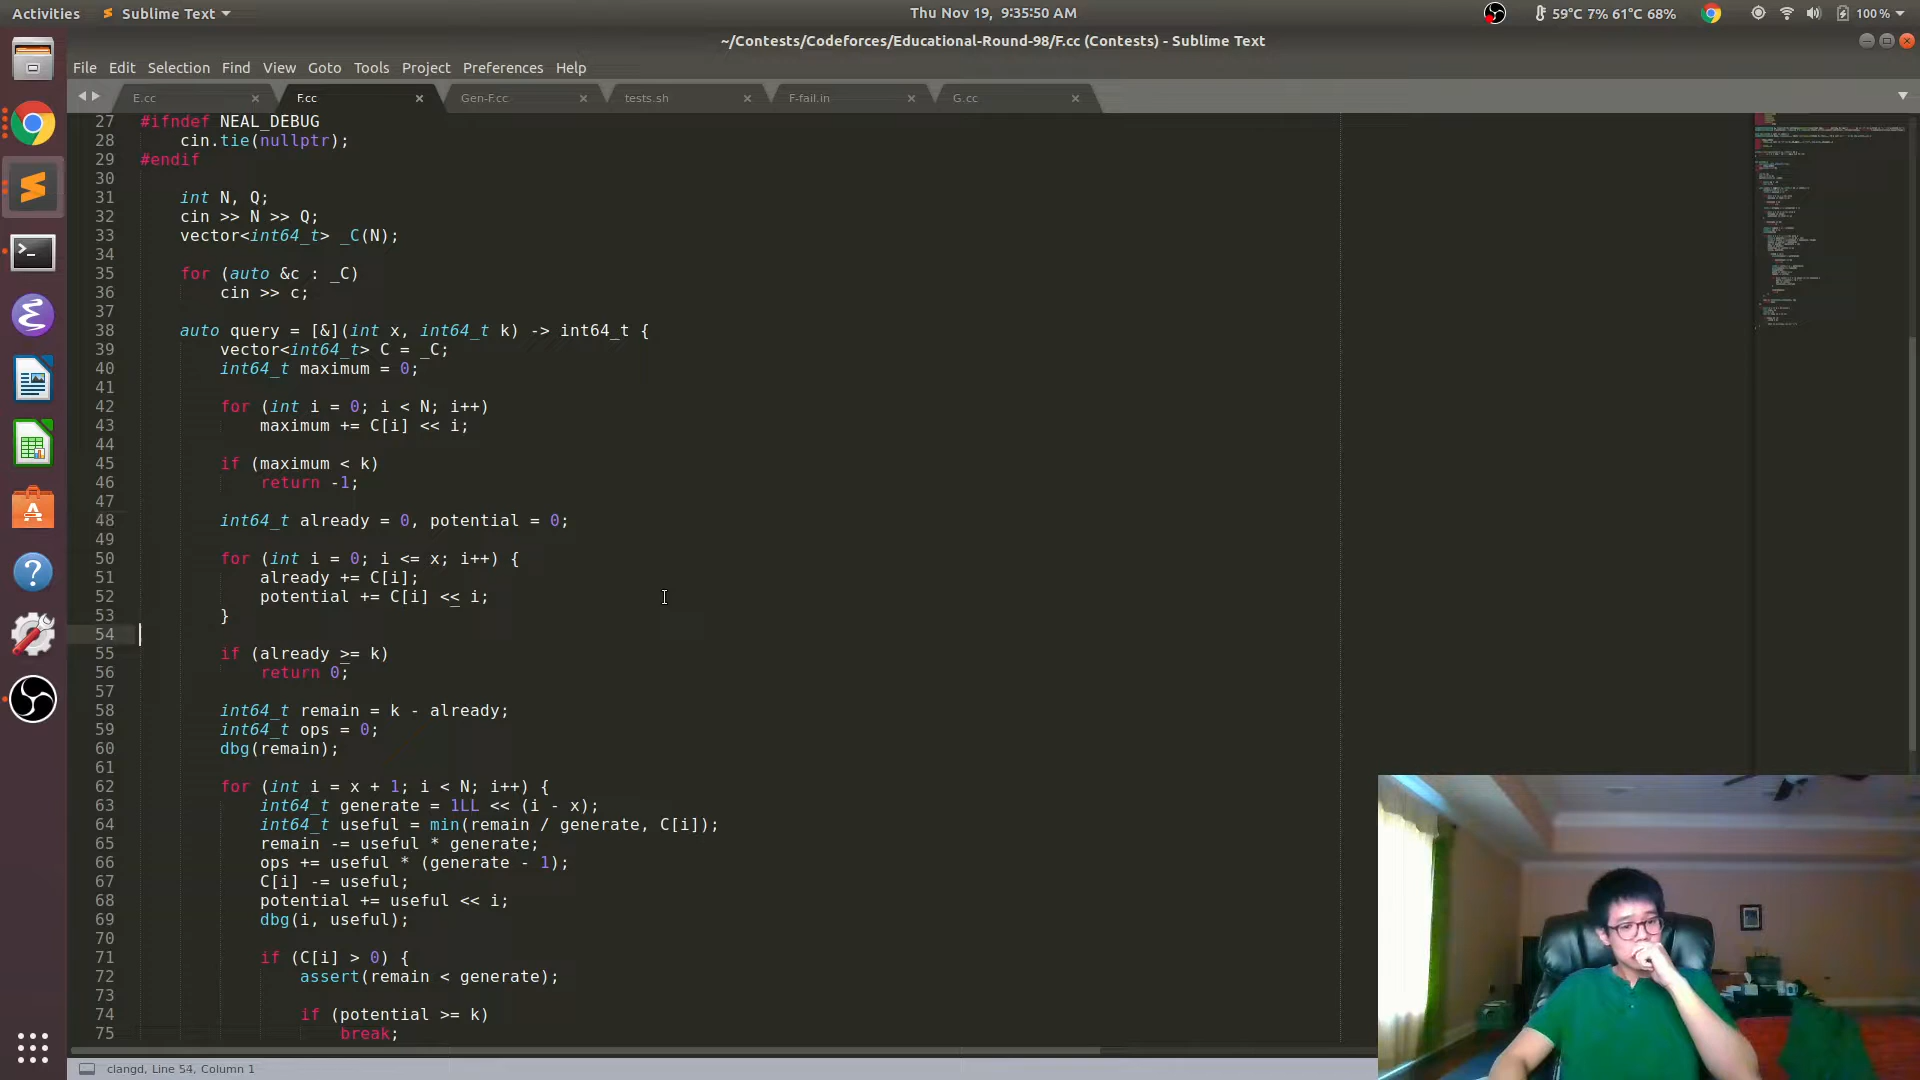 Activities
Sublime Text
Thu Nov 19, 9:35:50 AM
59°C 7% 61°C 68%
100 %
~/Contests/Codeforces/Educational-Round-98/F.cc (Contests) - Sublime Text
File Edit Selection Find View Goto Tools Project Preferences Help
E.cc F.cc Gen-F.cc tests.sh F-fail.in G.cc
27 #ifndef NEAL_DEBUG
28 cin.tie(nullptr);
29 #endif
30
31 int N, Q;
32 cin >> N >> Q;
33 vector<int64_t> _C(N);
34
35 for (auto &c : _C)
36 cin >> c;
37
38 auto query = [&](int x, int64_t k) -> int64_t {
39 vector<int64_t> C = _C;
40 int64_t maximum = 0;
41
42 for (int i = 0; i < N; i++)
43 maximum += C[i] << i;
44
45 if (maximum < k)
46 return -1;
47
48 int64_t already = 0, potential = 0;
49
50 for (int i = 0; i <= x; i++) {
51 already += C[i];
52 potential += C[i] << i;
53 }
54
55 if (already >= k)
56 return 0;
57
58 int64_t remain = k - already;
59 int64_t ops = 0;
60 dbg(remain);
61
62 for (int i = x + 1; i < N; i++) {
63 int64_t generate = 1LL << (i - x);
64 int64_t useful = min(remain / generate, C[i]);
65 remain -= useful * generate;
66 ops += useful * (generate - 1);
67 C[i] -= useful;
68 potential += useful << i;
69 dbg(i, useful);
70
71 if (C[i] > 0) {
72 assert(remain < generate);
73
74 if (potential >= k)
75 break;
clangd, Line 54, Column 1